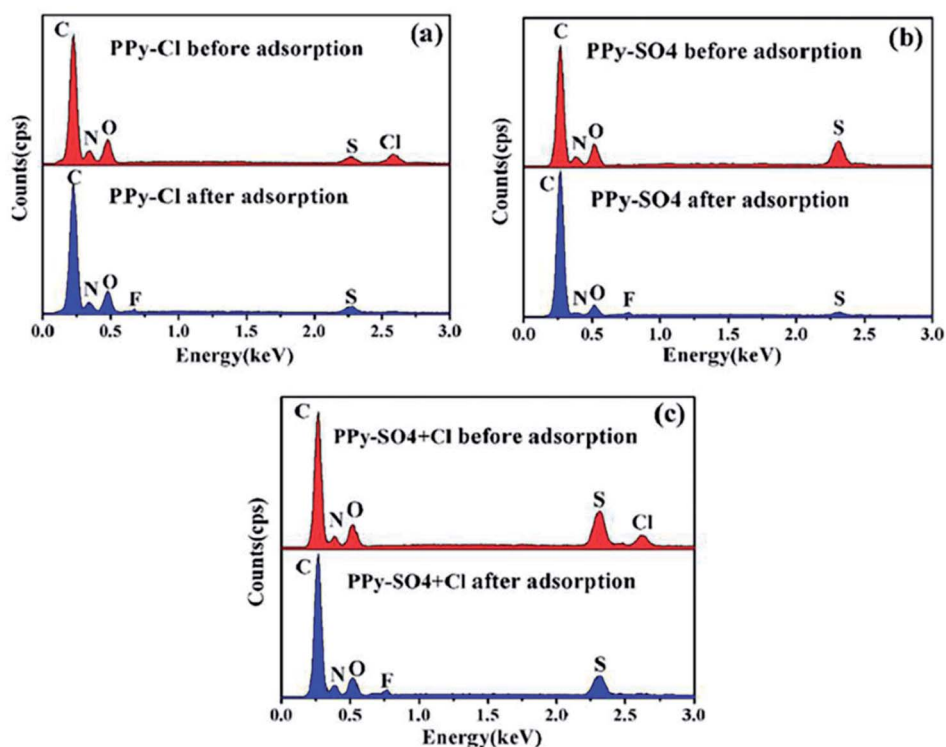 (a)
C
PPy-Cl before adsorption
N O S Cl
C
PPy-Cl after adsorption
N O F S
Counts(cps)
0.0 0.5 1.0 1.5 2.0 2.5 3.0
Energy(keV)
(b)
C
PPy-SO4 before adsorption
N O S
C
PPy-SO4 after adsorption
N O F S
Counts(cps)
0.0 0.5 1.0 1.5 2.0 2.5 3.0
Energy(keV)
(c)
C
PPy-SO4+Cl before adsorption
N O S Cl
C
PPy-SO4+Cl after adsorption
N O F S
Counts(cps)
0.0 0.5 1.0 1.5 2.0 2.5 3.0
Energy(keV)